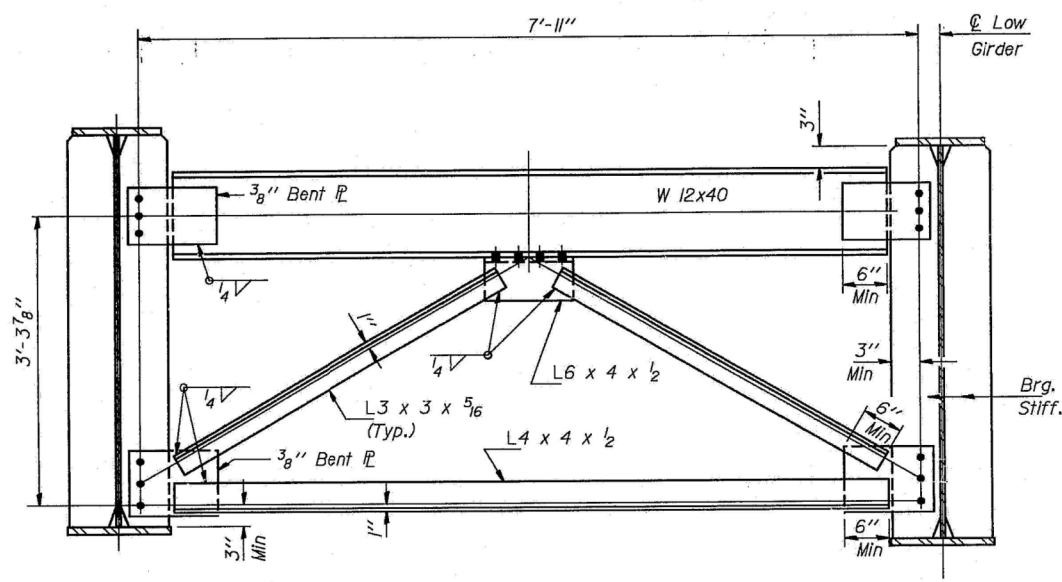 7'-11"
℄ Low
Girder
3"
3/8" Bent ℄
W 12x40
1/4
6"
Min
3'-3 7/8"
1"
1/4
L6 x 4 x 1/2
3"
Min
1/4
L3 x 3 x 5/16
(Typ.)
6"
Min
Brg.
Stiff.
3/8" Bent ℄
L4 x 4 x 1/2
3"
Min
1"
6"
Min